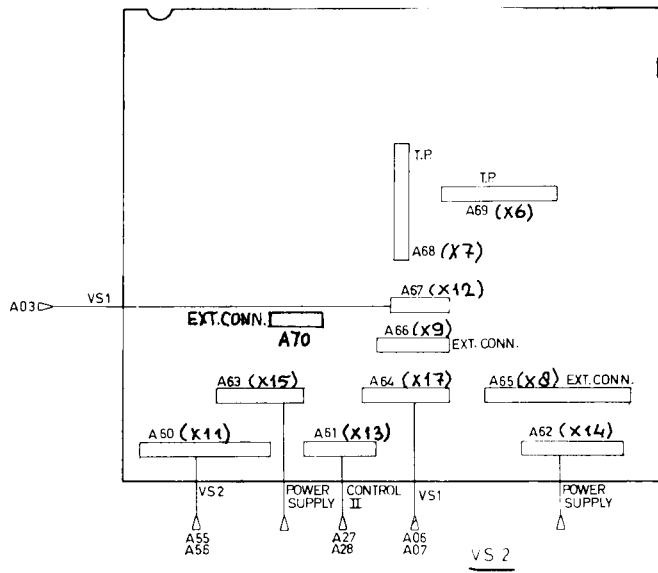 T.P.
T.P.
A69 (X6)
A68 (X7)
A67 (X12)
A03
VS1
EXT.CONN.
A70
A66 (X9)
EXT. CONN.
A63 (X15)
A64 (X17)
A65 (X8) EXT. CONN.
A60 (X11)
A61 (X13)
A62 (X14)
VS2
POWER
SUPPLY
CONTROL
II
VS1
POWER
SUPPLY
A55
A56
A27
A28
A06
A07
VS 2